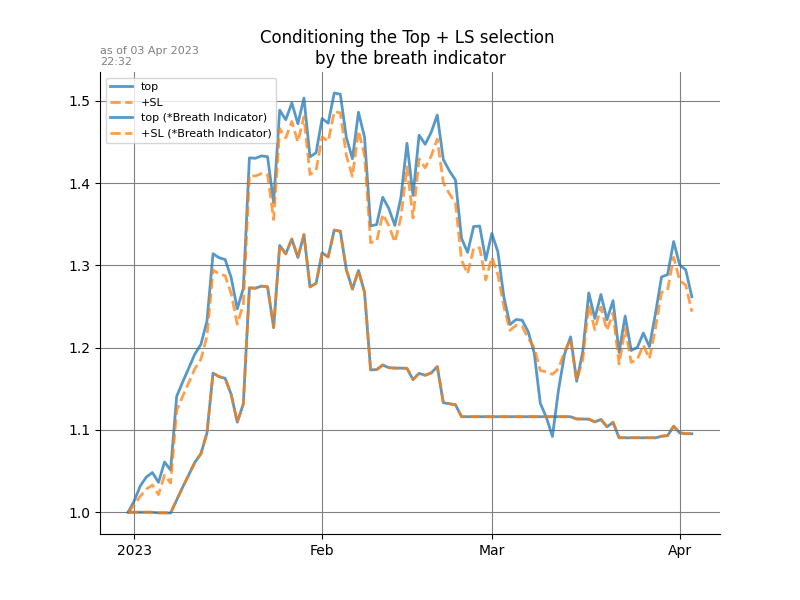 Conditioning the Top + LS selection
by the breath indicator
as of 03 Apr 2023
22:32
top
+SL
top (*Breath Indicator)
+SL (*Breath Indicator)
1.5
1.4
1.3
1.2
1.1
1.0
2023 Feb Mar Apr